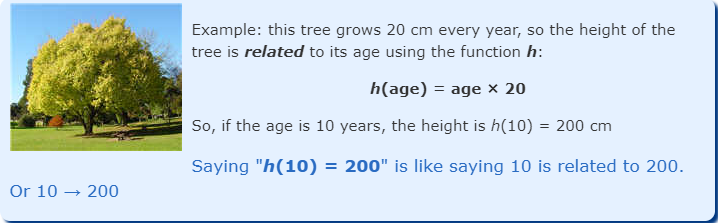 Example: this tree grows 20 cm every year, so the height of the
tree is related to its age using the function h:
h(age) = age × 20
So, if the age is 10 years, the height is h(10) = 200 cm
Saying "h(10) = 200" is like saying 10 is related to 200.
Or 10 → 200